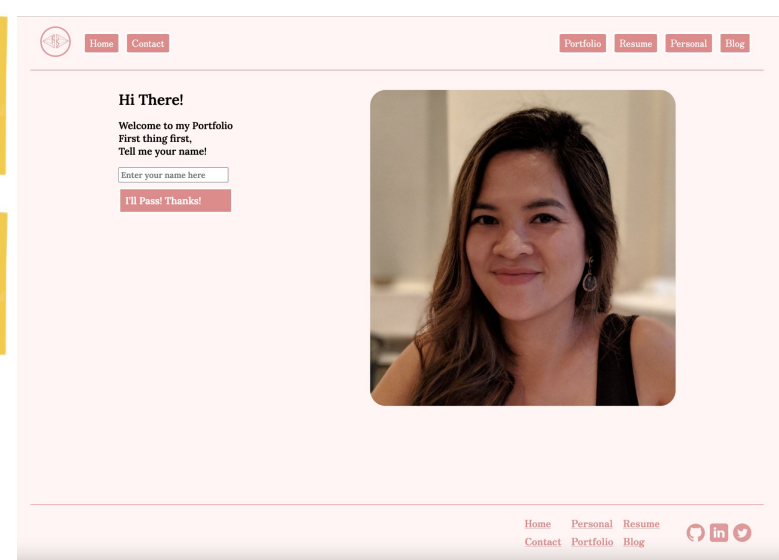 Home Contact Portfolio Resume Personal Blog
Hi There!
Welcome to my Portfolio
First thing first,
Tell me your name!
Enter your name here
I'll Pass! Thanks!
Home Personal Resume
Contact Portfolio Blog
in